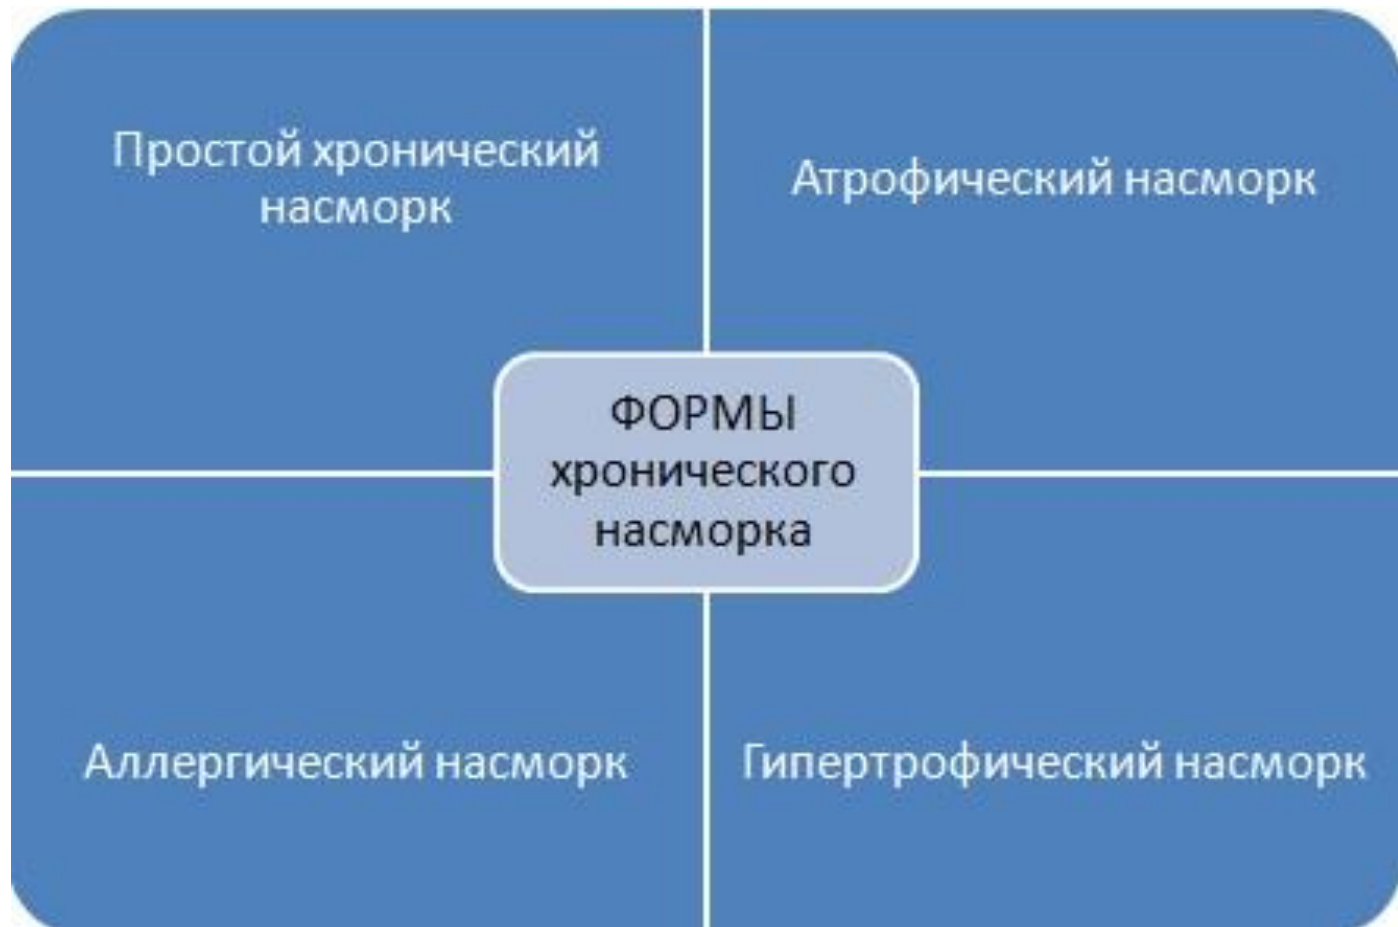 Простой хронический
насморк
Атрофический насморк
ФОРМЫ
хронического
насморка
Аллергический насморк
Гипертрофический насморк